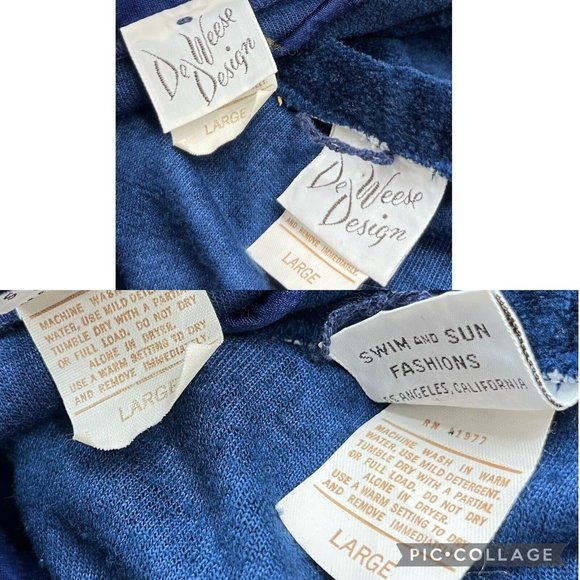 De Weese
Design
LARGE
De Weese
Design
AND REMOVE IMMEDIATELY.
LARGE
MACHINE WASH IN WARM
WATER, USE MILD DETERGENT.
TUMBLE DRY WITH A PARTIAL
OR FULL LOAD. DO NOT DRY
ALONE IN DRYER.
USE A WARM SETTING TO DRY
AND REMOVE IMMEDIATELY.
LARGE
SWIM AND SUN
FASHIONS
ANGELES, CALIFORNIA
RN 41977
MACHINE WASH IN WARM
WATER, USE MILD DETERGENT.
TUMBLE DRY WITH A PARTIAL
OR FULL LOAD. DO NOT DRY
ALONE IN DRYER.
USE A WARM SETTING TO DRY
AND REMOVE IMMEDIATELY.
LARGE
PIC•COLLAGE